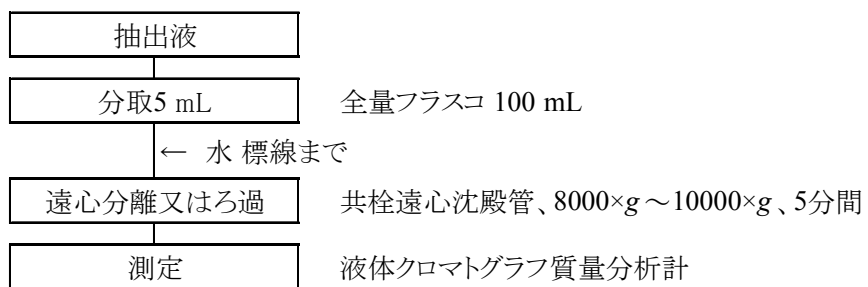 抽出液
分取5 mL 全量フラスコ 100 mL
← 水 標線まで
遠心分離又はろ過 共栓遠心沈殿管、8000×g～10000×g、5分間
測定 液体クロマトグラフ質量分析計